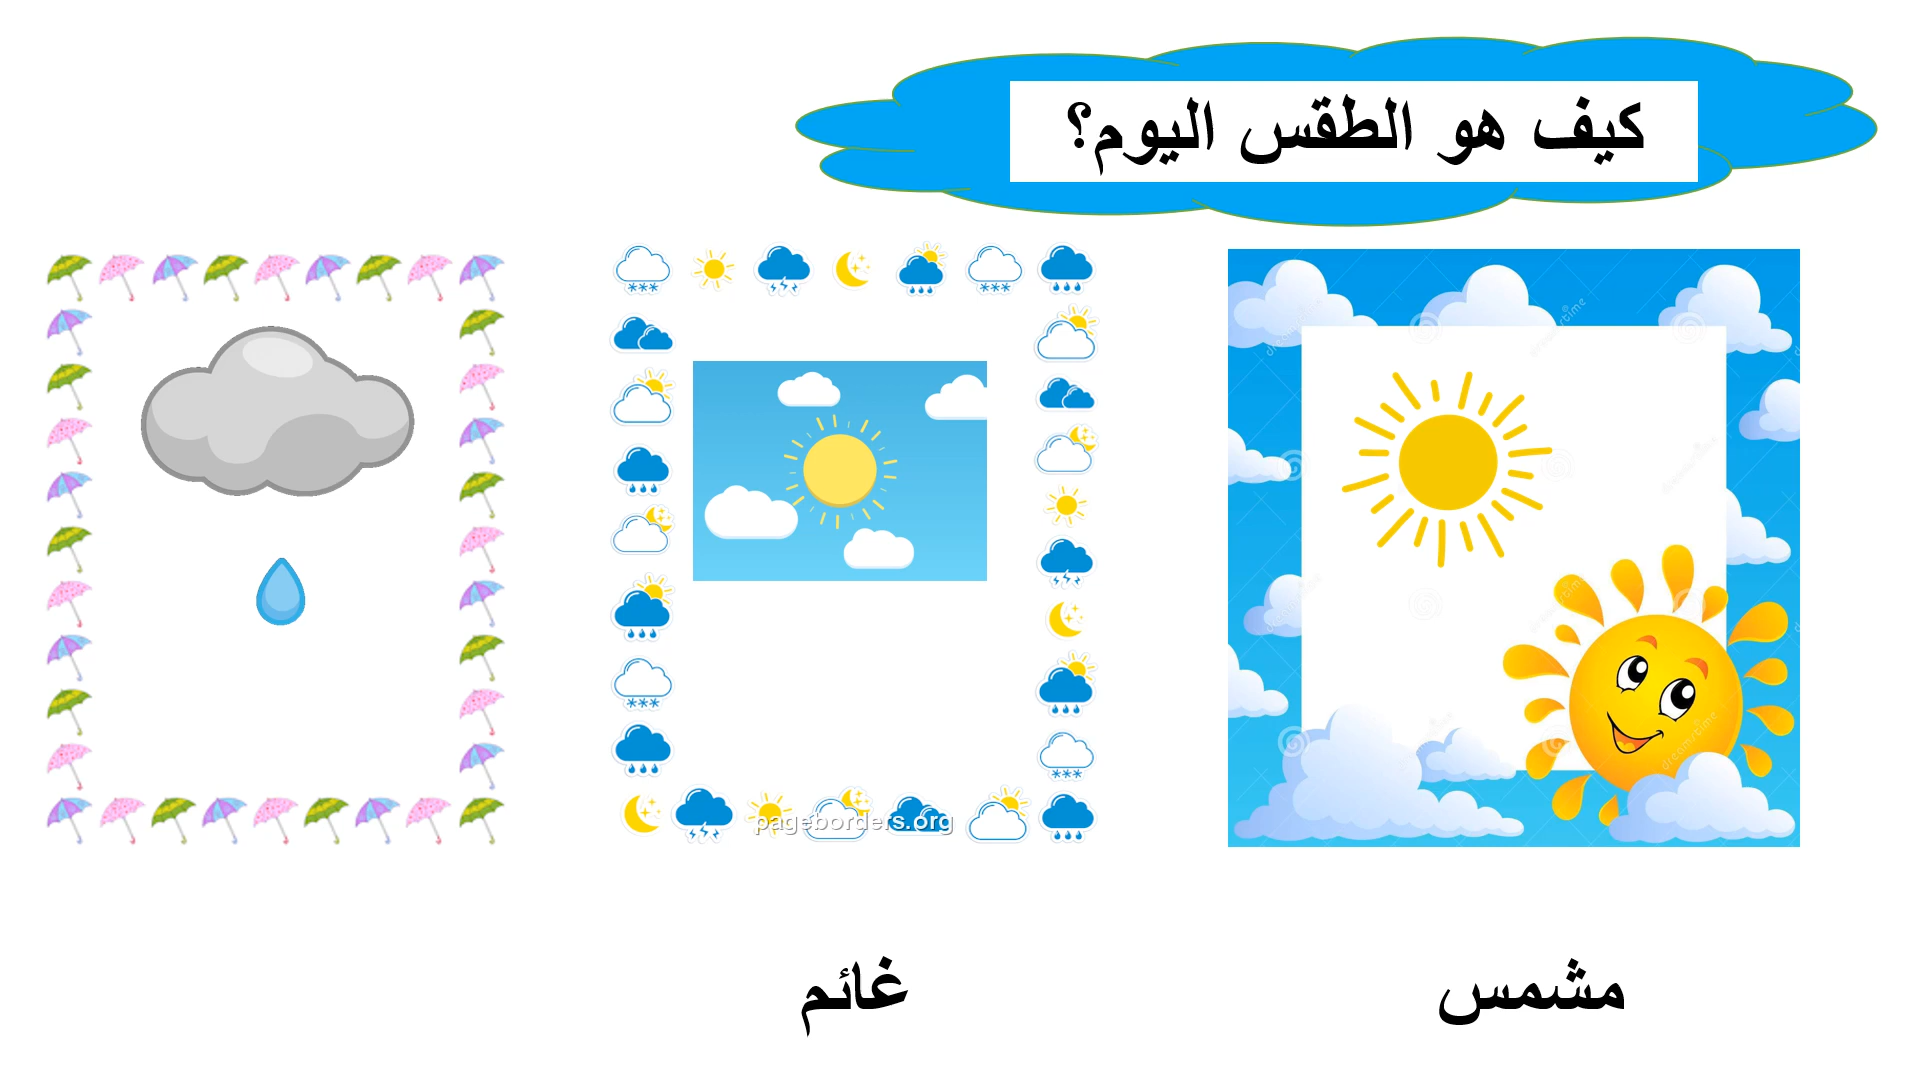 كيف هو الطقس اليوم؟
pageborders.org
مشمس
غائم